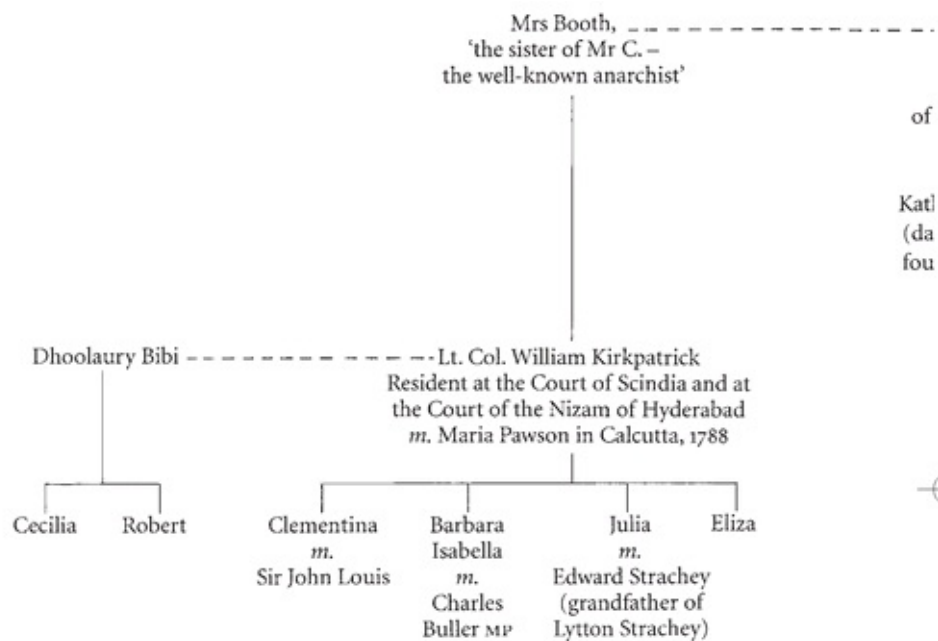 Mrs Booth,
‘the sister of Mr C. –
the well-known anarchist’
of
(da
fou
Dhoolaury Bibi
Lt. Col. William Kirkpatrick
Resident at the Court of Scindia and at
the Court of the Nizam of Hyderabad
m. Maria Pawson in Calcutta, 1788
Cecilia
Robert
Clementina
m.
Sir John Louis
Barbara
Isabella
m.
Charles
Buller MP
Julia
m.
Edward Strachey
(grandfather of
Lytton Strachey)
Eliza